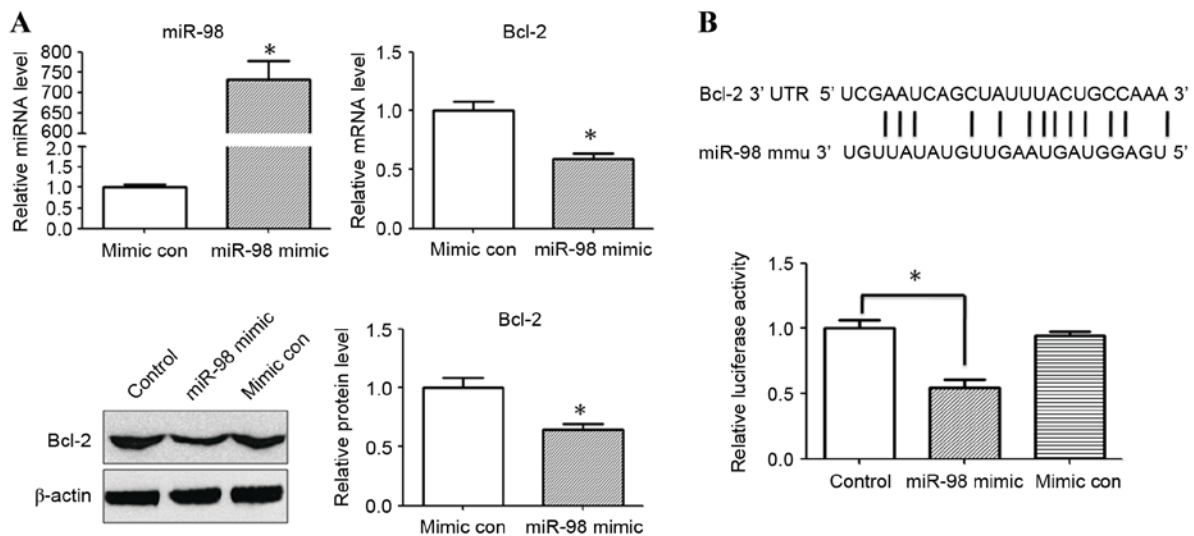 A
miR-98
Relative miRNA level
800
750
700
650
600
2.0
1.5
1.0
0.5
0.0
*
Mimic con miR-98 mimic
Bcl-2
Relative mRNA level
1.5
1.0
0.5
0.0
*
Mimic con miR-98 mimic
Control
miR-98 mimic
Mimic con
Bcl-2
β-actin
Bcl-2
Relative protein level
1.5
1.0
0.5
0.0
*
Mimic con miR-98 mimic
B
Bcl-2 3' UTR 5' UCGAAUCAGCUAUUUACUGCCAAA 3'
miR-98 mmu 3' UGUUAUAUGUUGAAUGAUGGAGU 5'
Relative luciferase activity
1.5
1.0
0.5
0.0
*
Control miR-98 mimic Mimic con